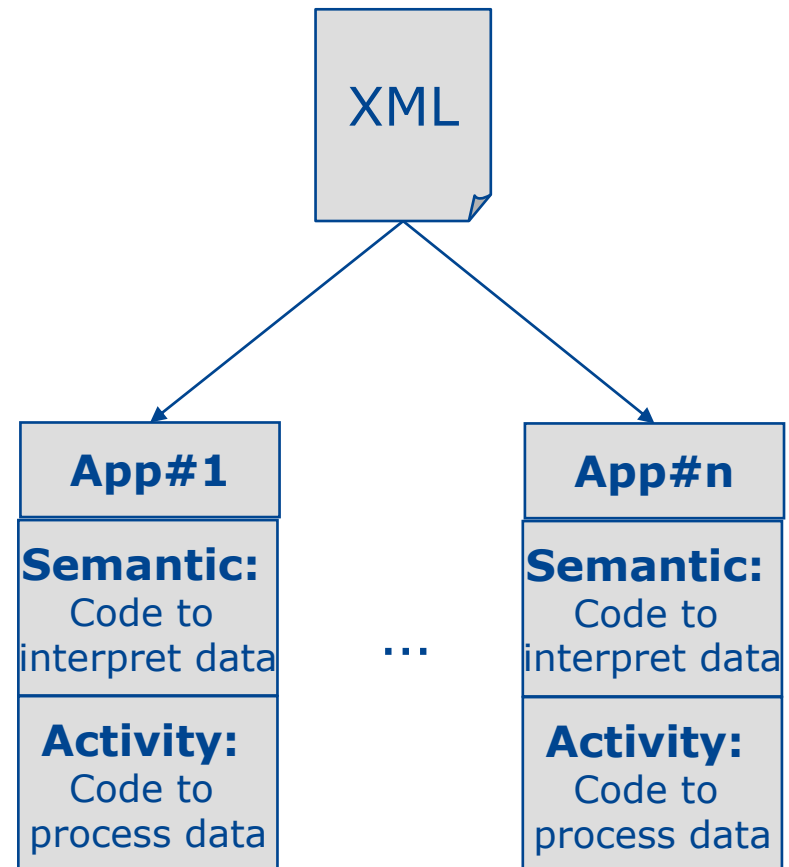 XML
App#1
Semantic:
Code to
interpret data
Activity:
Code to
process data
...
App#n
Semantic:
Code to
interpret data
Activity:
Code to
process data